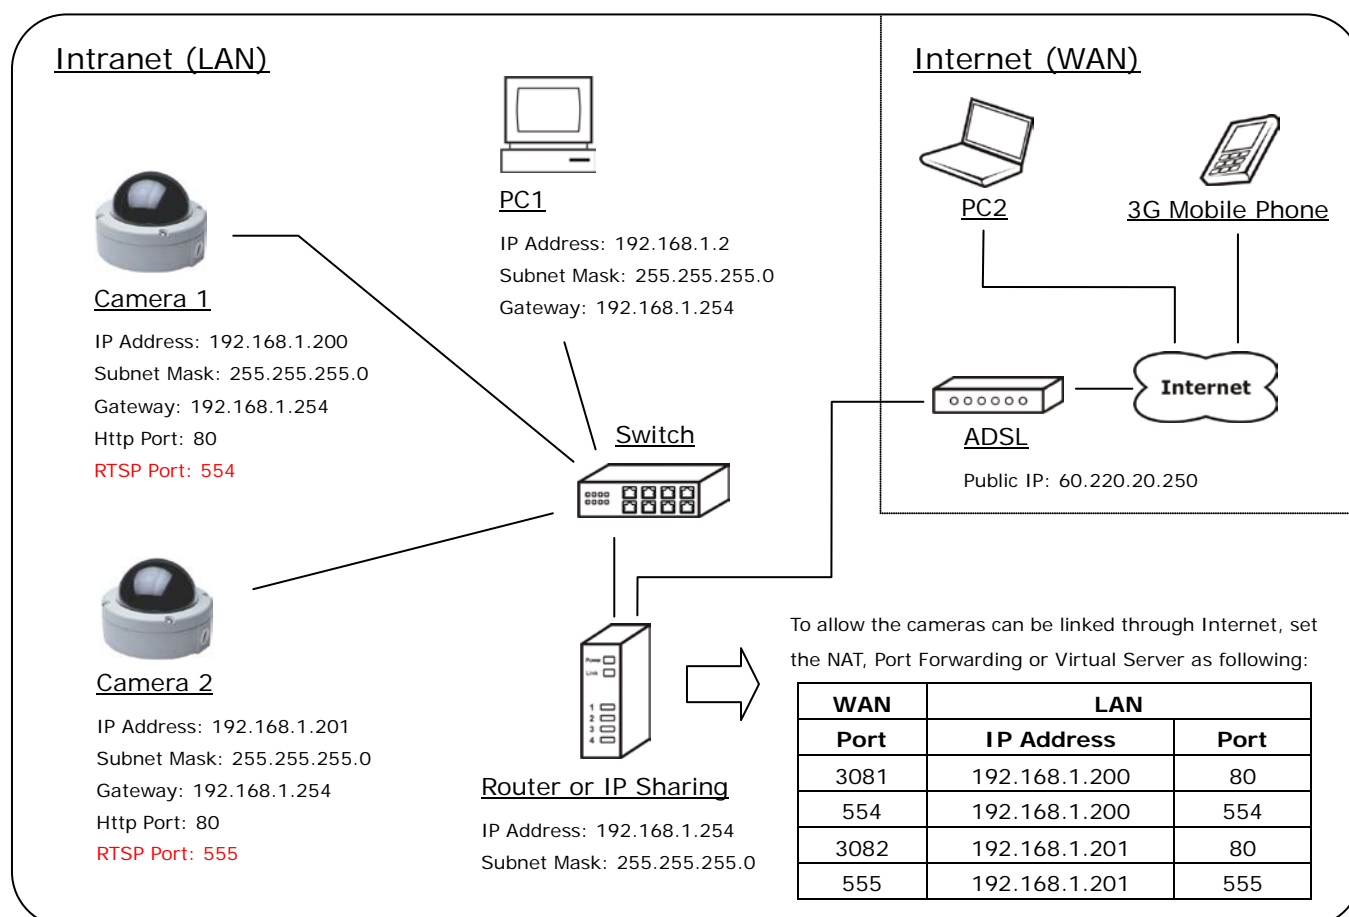 Intranet (LAN)
Internet (WAN)
PC1
IP Address: 192.168.1.2
Subnet Mask: 255.255.255.0
Gateway: 192.168.1.254
PC2
3G Mobile Phone
Camera 1
IP Address: 192.168.1.200
Subnet Mask: 255.255.255.0
Gateway: 192.168.1.254
Http Port: 80
RTSP Port: 554
Switch
Internet
ADSL
Public IP: 60.220.20.250
Camera 2
IP Address: 192.168.1.201
Subnet Mask: 255.255.255.0
Gateway: 192.168.1.254
Http Port: 80
RTSP Port: 555
Power
Link
1
2
3
4
Router or IP Sharing
IP Address: 192.168.1.254
Subnet Mask: 255.255.255.0
To allow the cameras can be linked through Internet, set
the NAT, Port Forwarding or Virtual Server as following:
WAN LAN
Port IP Address Port
3081 192.168.1.200 80
554 192.168.1.200 554
3082 192.168.1.201 80
555 192.168.1.201 555